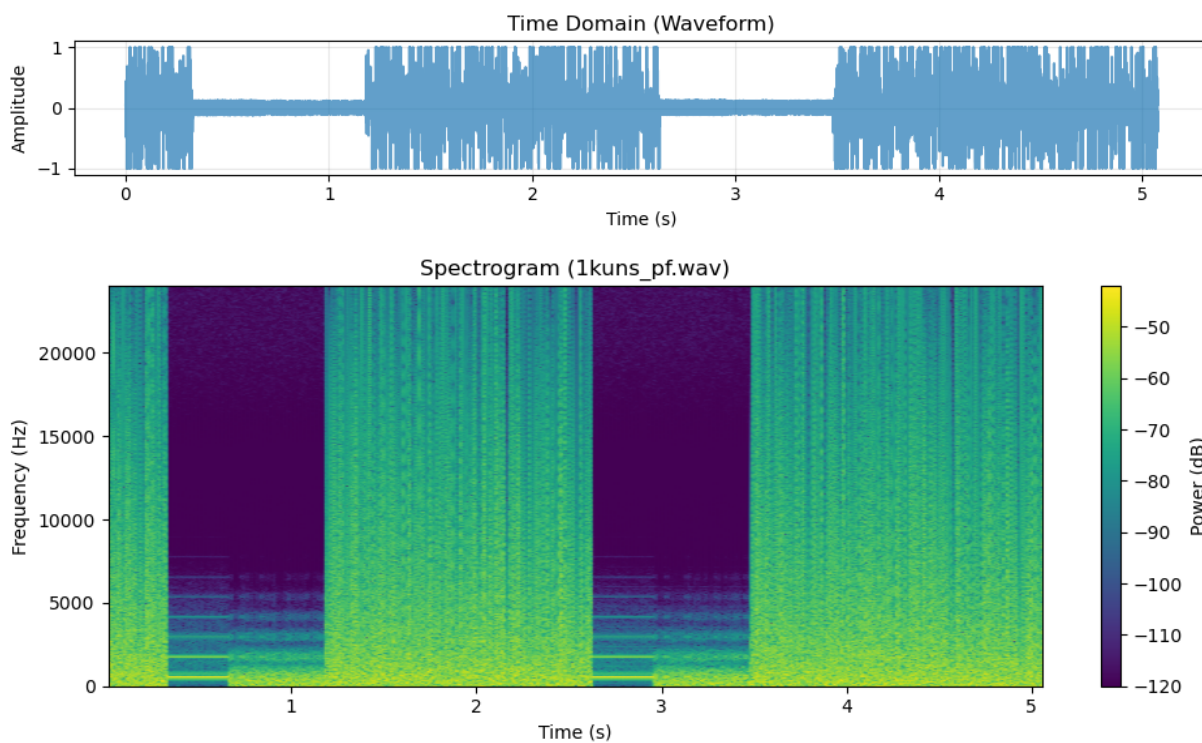 Time Domain (Waveform)
Amplitude
1
0
−1
0 1 2 3 4 5
Time (s)
Spectrogram (1kuns_pf.wav)
Frequency (Hz)
20000
15000
10000
5000
0
1 2 3 4 5
Time (s)
Power (dB)
−50
−60
−70
−80
−90
−100
−110
−120